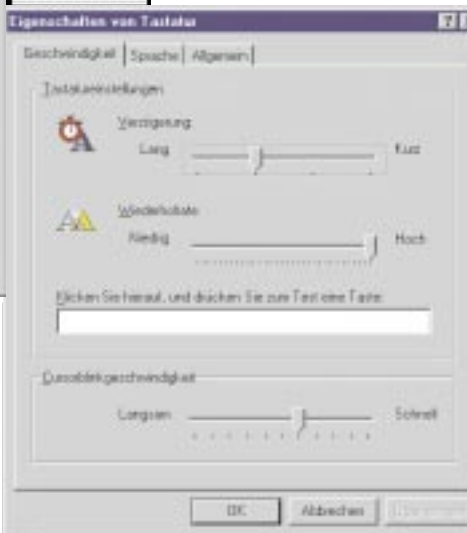 Eigenschaften von Tastatur
Geschwindigkeit Sprache Allgemein
Tastatureinstellungen
Verzögerung:
Lang Kurz
Wiederholrate:
Niedrig Hoch
Klicken Sie hierauf, und drücken Sie zum Test eine Taste:
Cursorblinkgeschwindigkeit
Langsam Schnell
OK Abbrechen